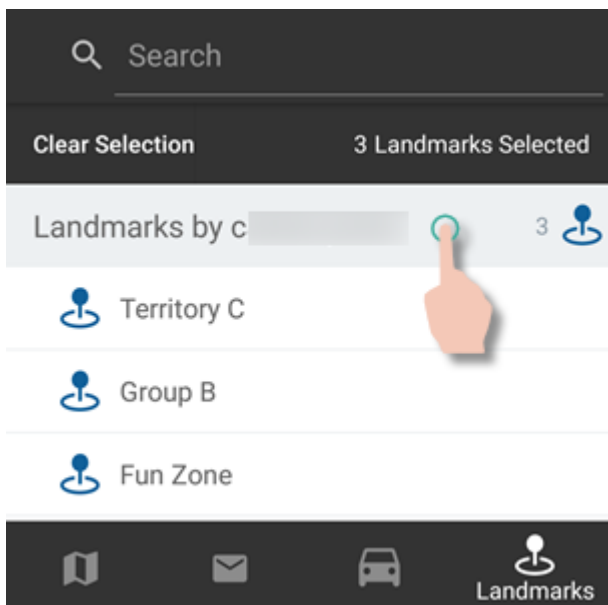 Search
Clear Selection
3 Landmarks Selected
Landmarks by c
3
Territory C
Group B
Fun Zone
Landmarks